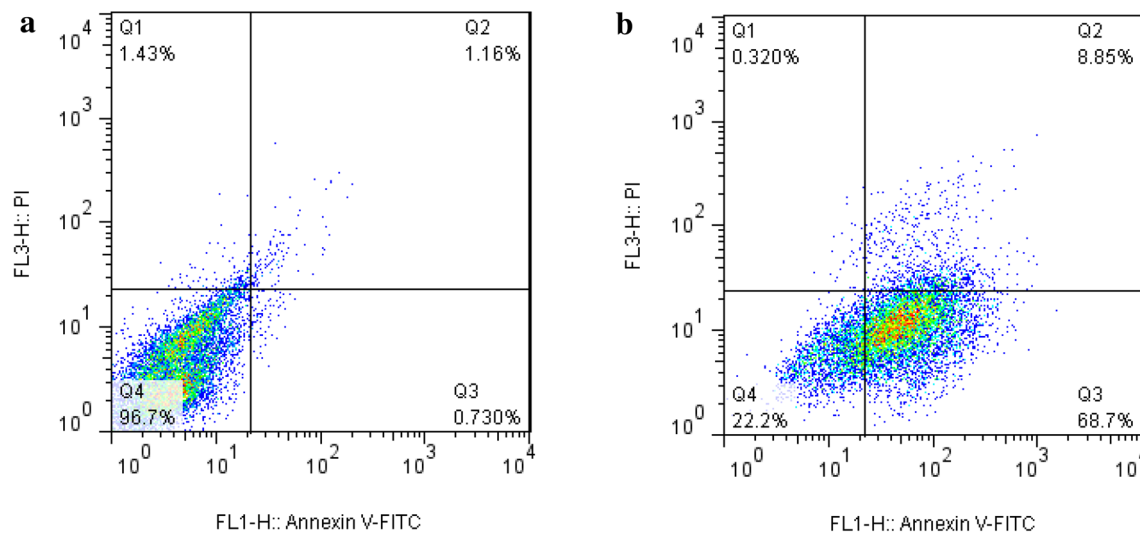 a
Q1
1.43%
Q2
1.16%
10^4
10^3
10^2
10^1
10^0
FL3-H:: PI
Q4
96.7%
Q3
0.730%
10^0 10^1 10^2 10^3 10^4
FL1-H:: Annexin V-FITC
b
Q1
0.320%
Q2
8.85%
10^4
10^3
10^2
10^1
10^0
FL3-H:: PI
Q4
22.2%
Q3
68.7%
10^0 10^1 10^2 10^3 10^4
FL1-H:: Annexin V-FITC